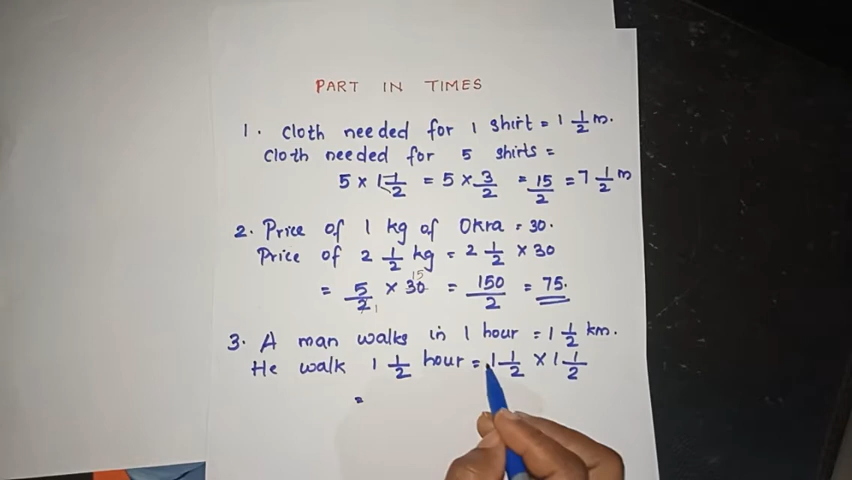 PART IN TIMES
1. Cloth needed for 1 shirt = 1 1/2 m.
Cloth needed for 5 shirts =
5 × 1 1/2 = 5 × 3/2 = 15/2 = 7 1/2 m
2. Price of 1 kg of Okra = 30.
Price of 2 1/2 kg = 2 1/2 × 30
= 5/2 1 × 30 15 = 150/2 = 75.
3. A man walks in 1 hour = 1 1/2 km.
He walk 1 1/2 hour = 1 1/2 × 1 1/2
=